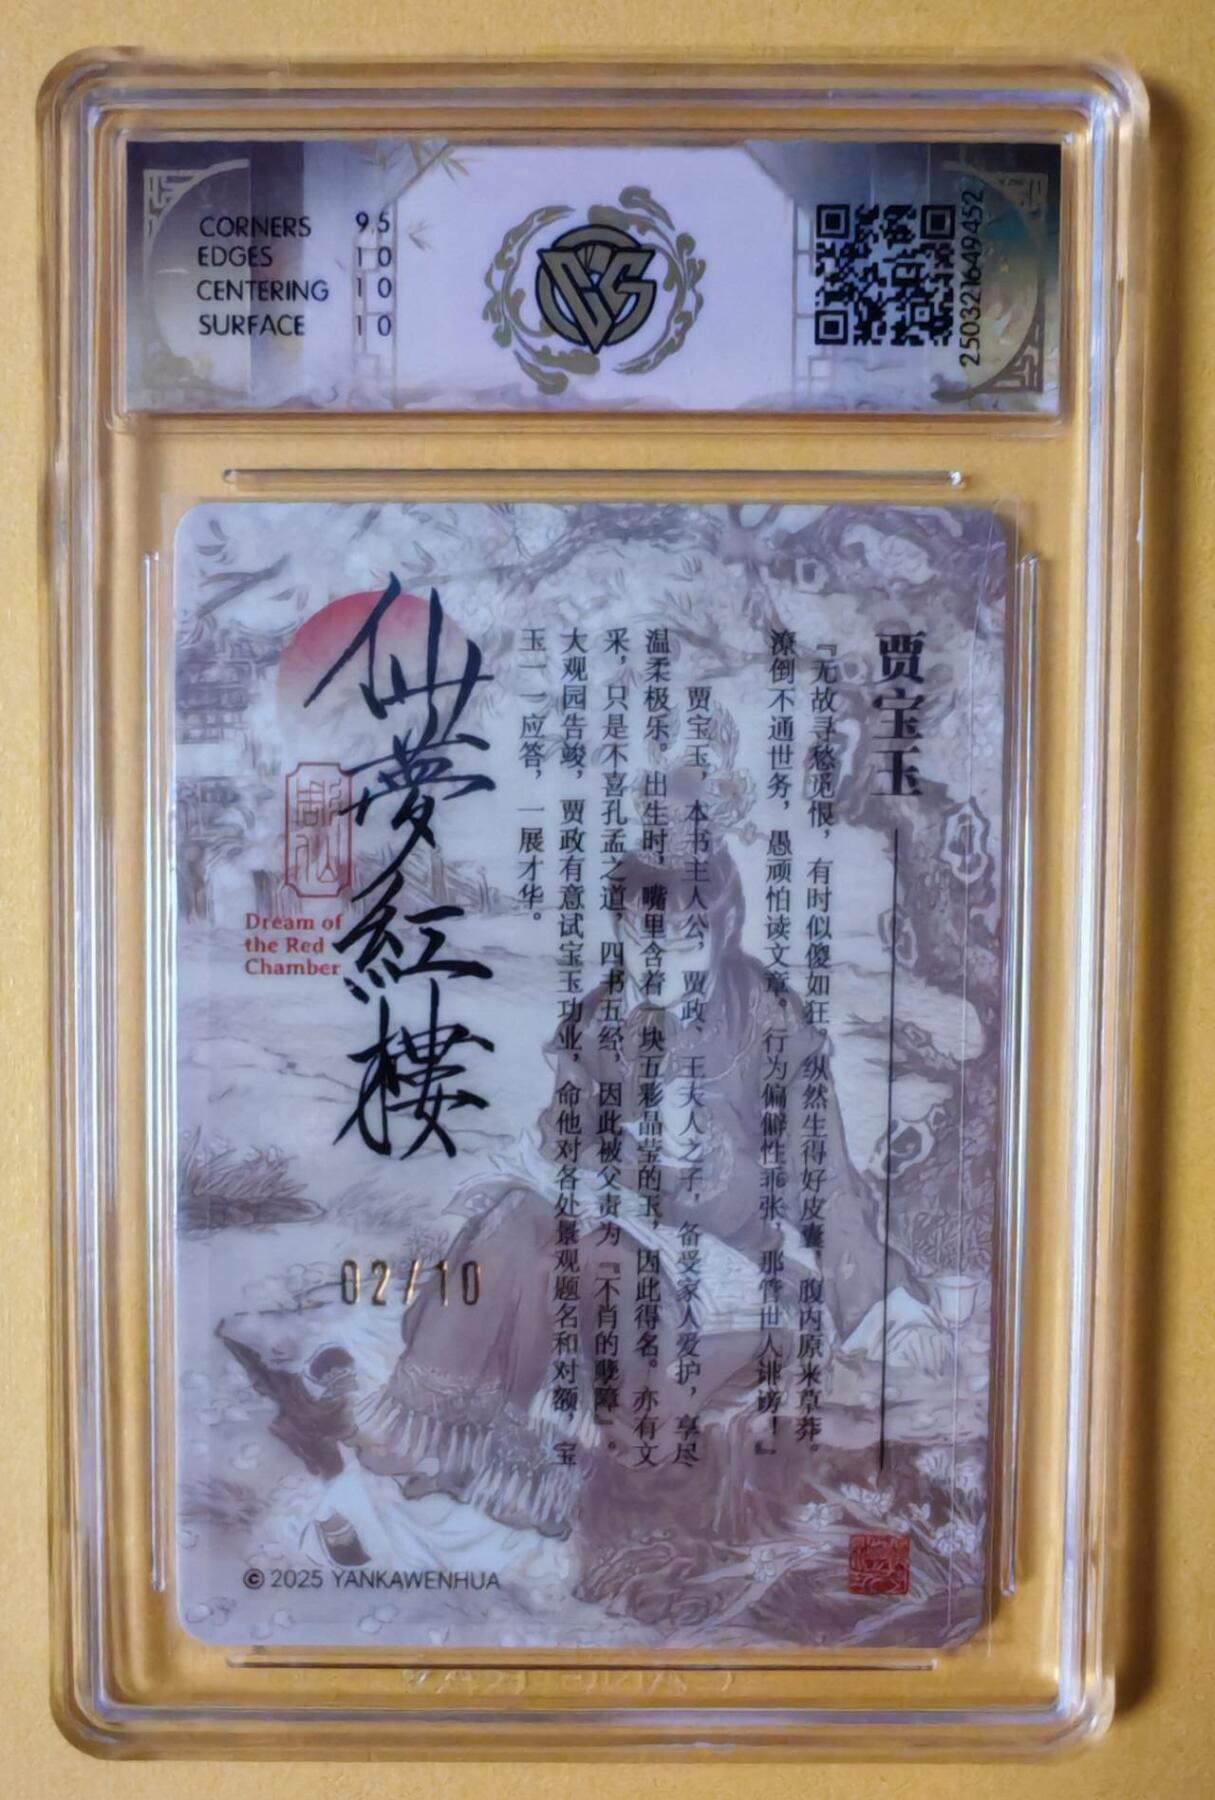 CORNERS 9.5
EDGES 10
CENTERING 10
SURFACE 10
CCS
2503216494​52
贾宝玉
『无故寻愁觅恨，有时似傻如狂。纵然生得好皮囊，腹内原来草莽。
潦倒不通世务，愚顽怕读文章。行为偏僻性乖张，那管世人诽谤！』
贾宝玉，本书主人公，贾政、王夫人之子，备受家人爱护，享尽
温柔极乐。出生时，嘴里含着一块五彩晶莹的玉，因此得名。亦有文
采，只是不喜孔孟之道，四书五经，因此被父责为『不肖的孽障』。
大观园告竣，贾政有意试宝玉功业，命他对各处景观题名和对额，宝
玉一一应答，一展才华。
仙夢紅樓
Dream of
the Red
Chamber
02/10
© 2025 YANKAWENHUA